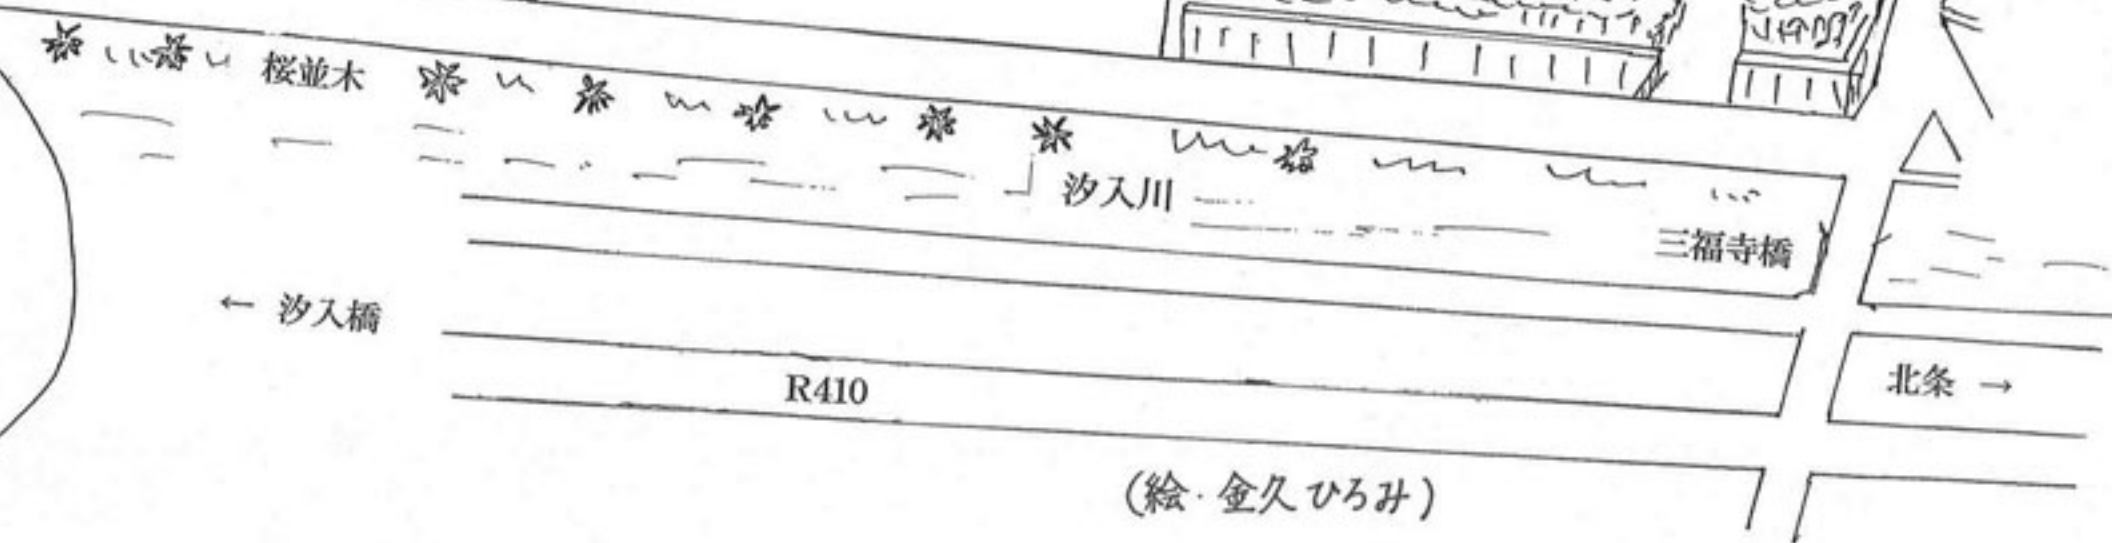 桜並木
汐入川
三福寺橋
← 汐入橋
R410
北条 →
(絵・金久ひろみ)